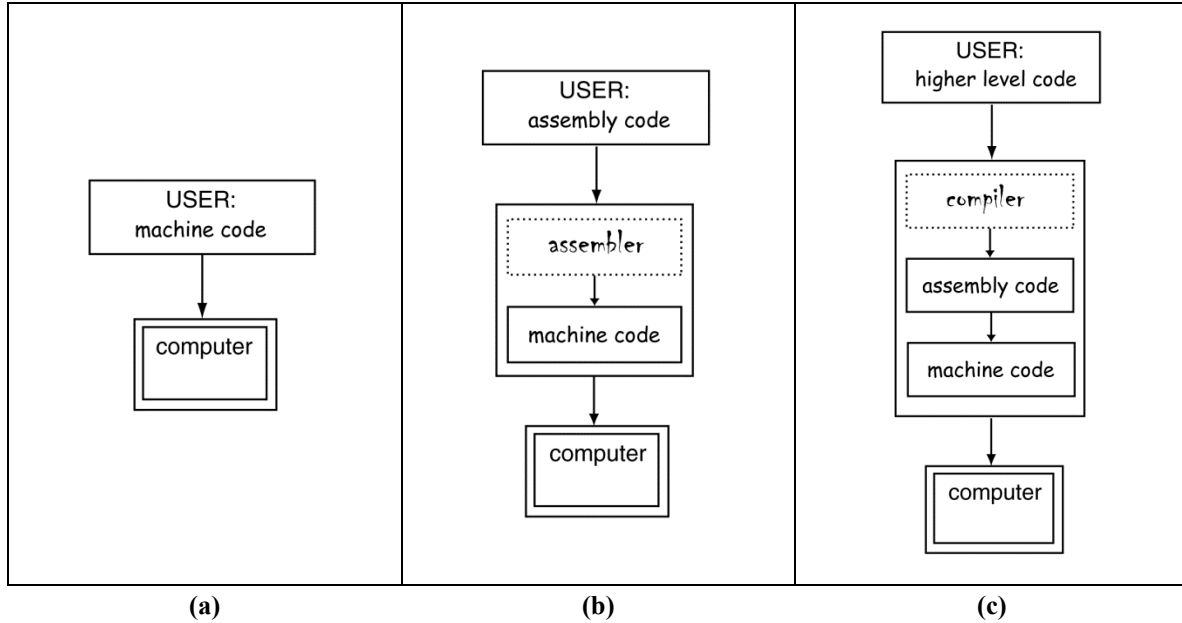 USER:
machine code
computer
(a)
USER:
assembly code
assembler
machine code
computer
(b)
USER:
higher level code
compiler
assembly code
machine code
computer
(c)